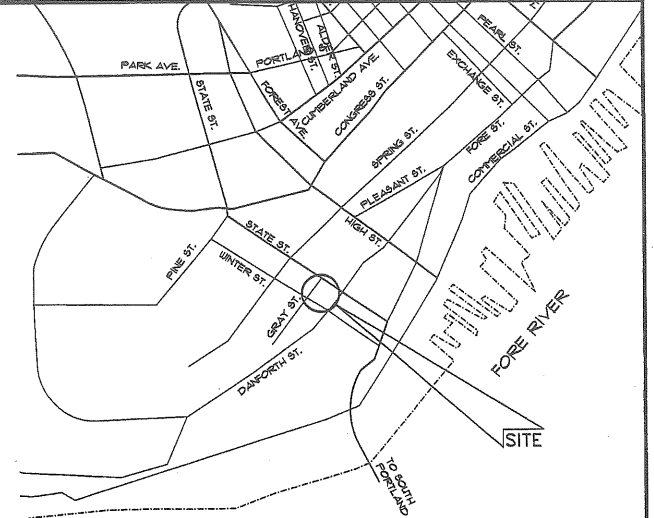 HANOVER ST.
ALDER ST.
PEARL ST.
PARK AVE.
PORTLAND
EXCHANGE ST.
STATE ST.
FOREST AVE.
CUMBERLAND AVE.
CONGRESS ST.
SPRING ST.
FORE ST.
COMMERCIAL ST.
PLEASANT ST.
HIGH ST.
STATE ST.
PINE ST.
WINTER ST.
GRAY ST.
DANFORTH ST.
FORE RIVER
SITE
TO SOUTH
PORTLAND